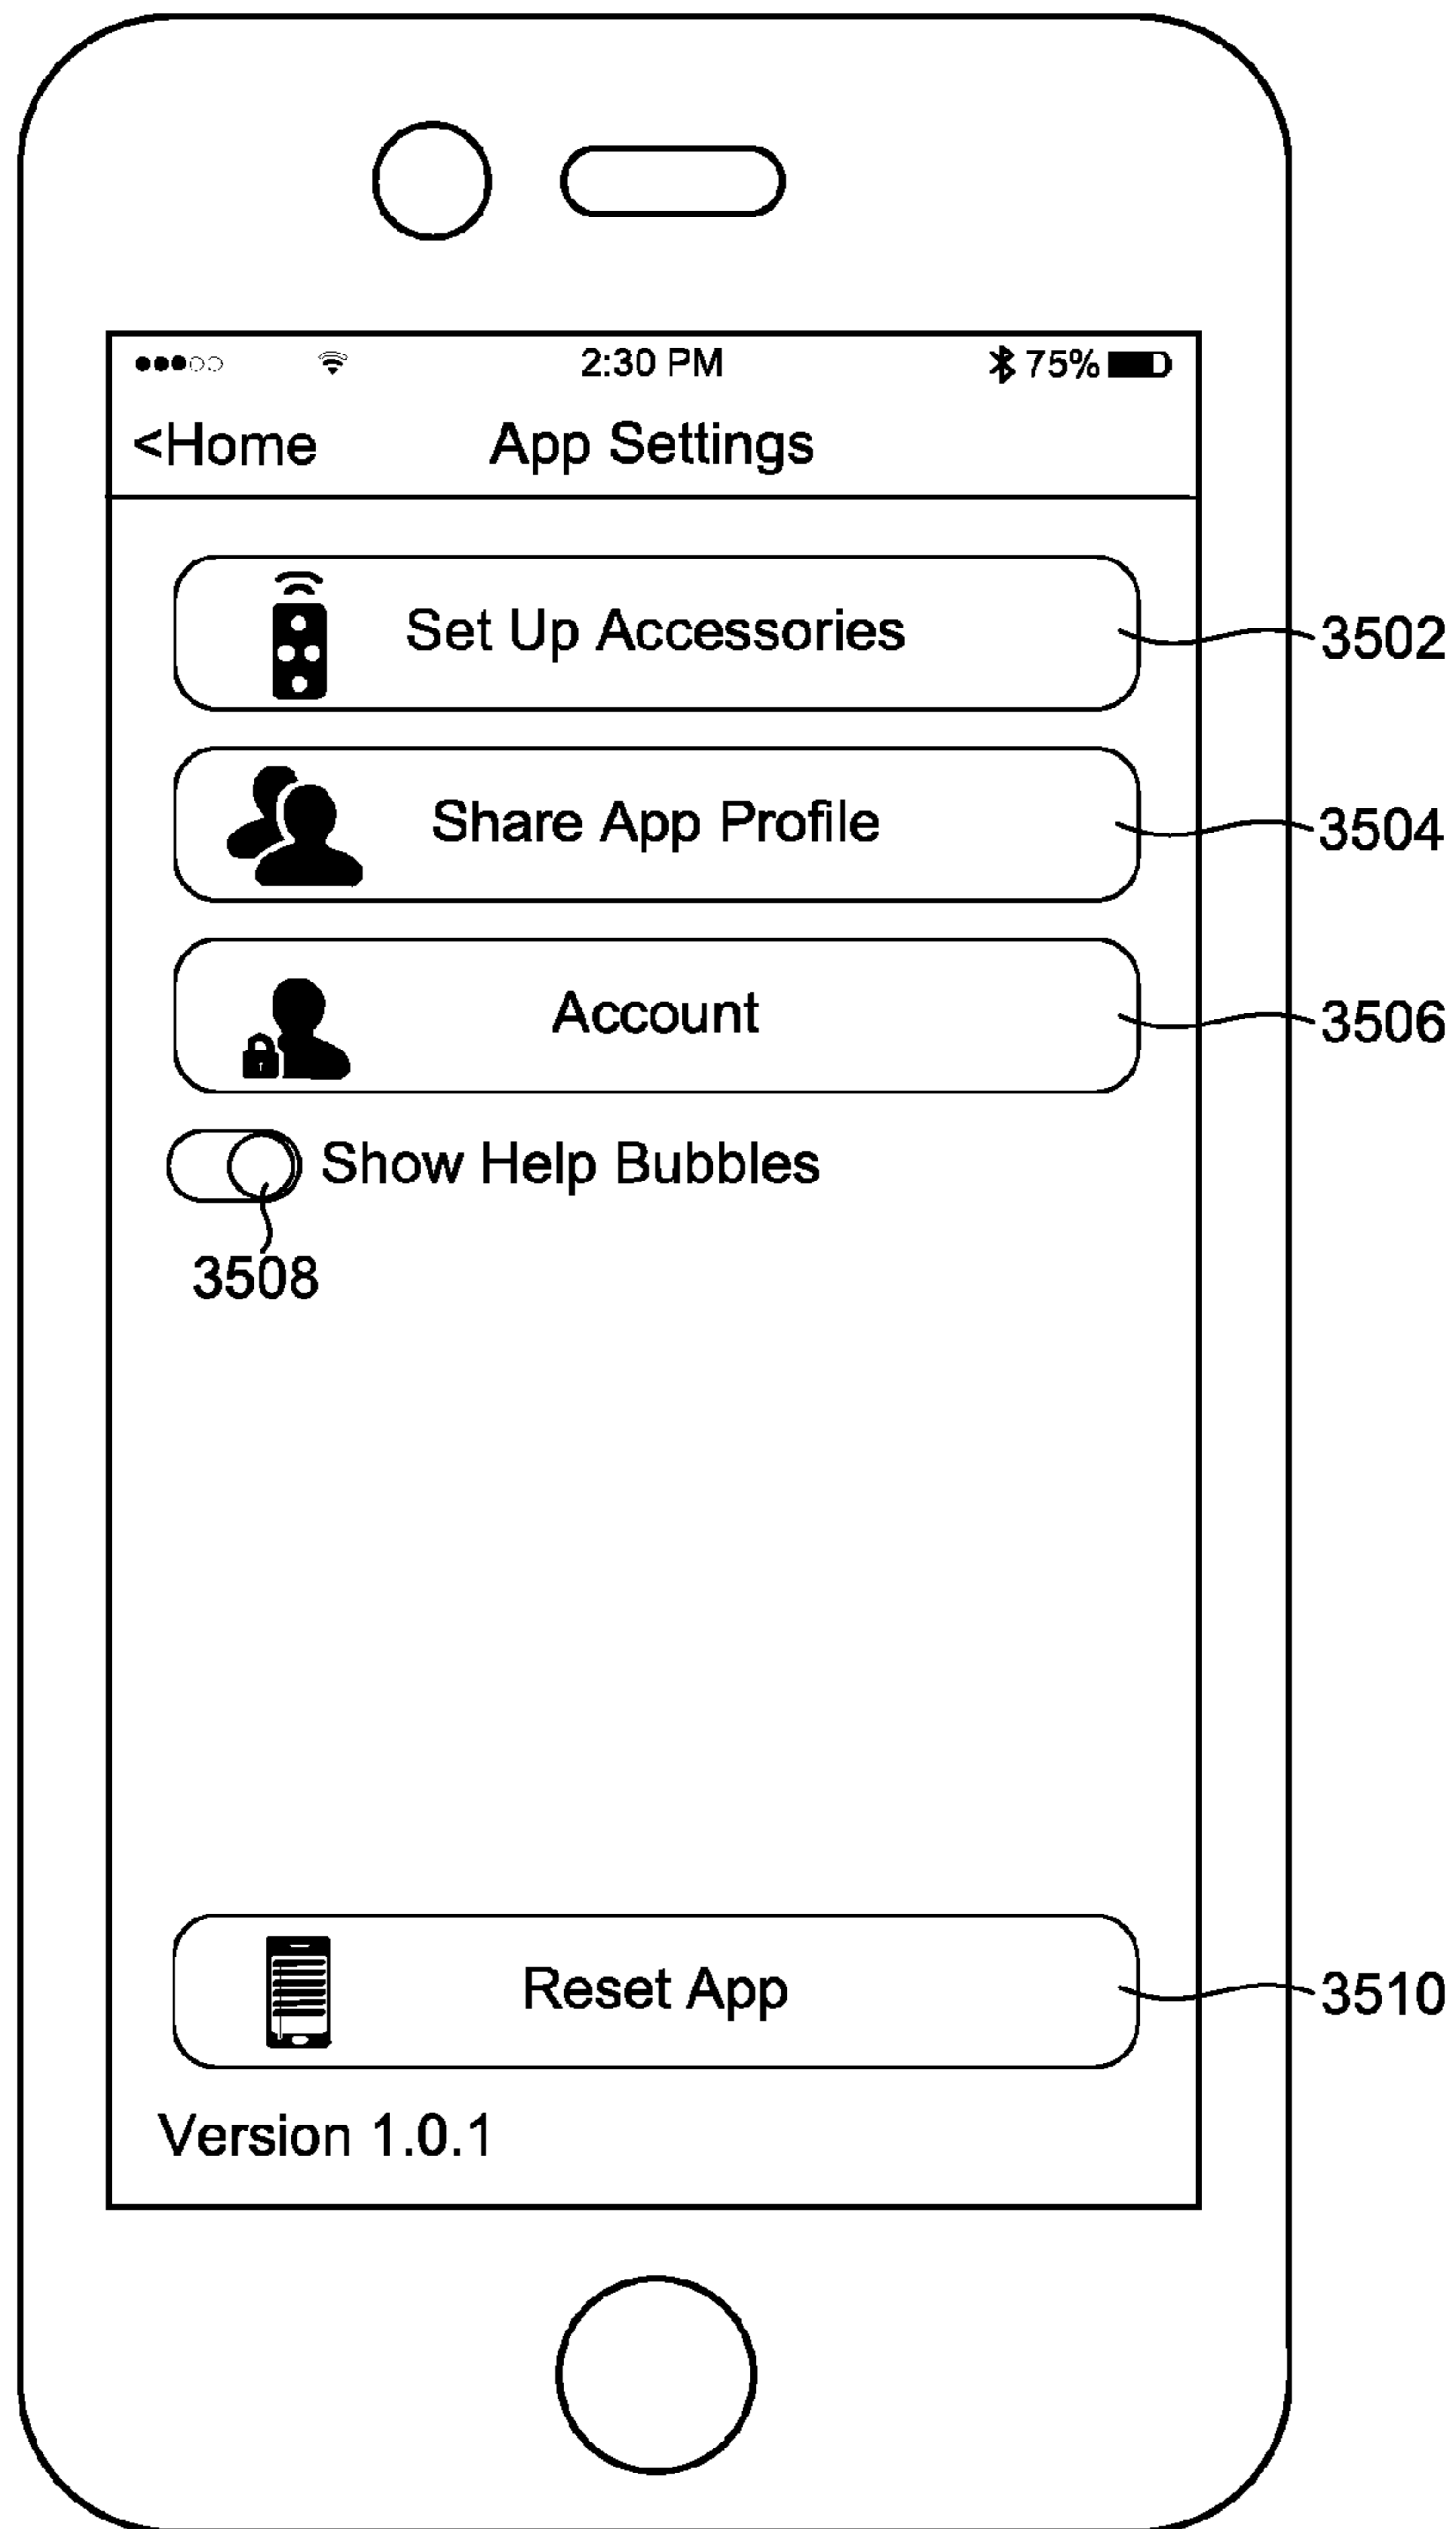 2:30 PM 75%
<Home App Settings
Set Up Accessories 3502
Share App Profile 3504
Account 3506
Show Help Bubbles
3508
Reset App 3510
Version 1.0.1